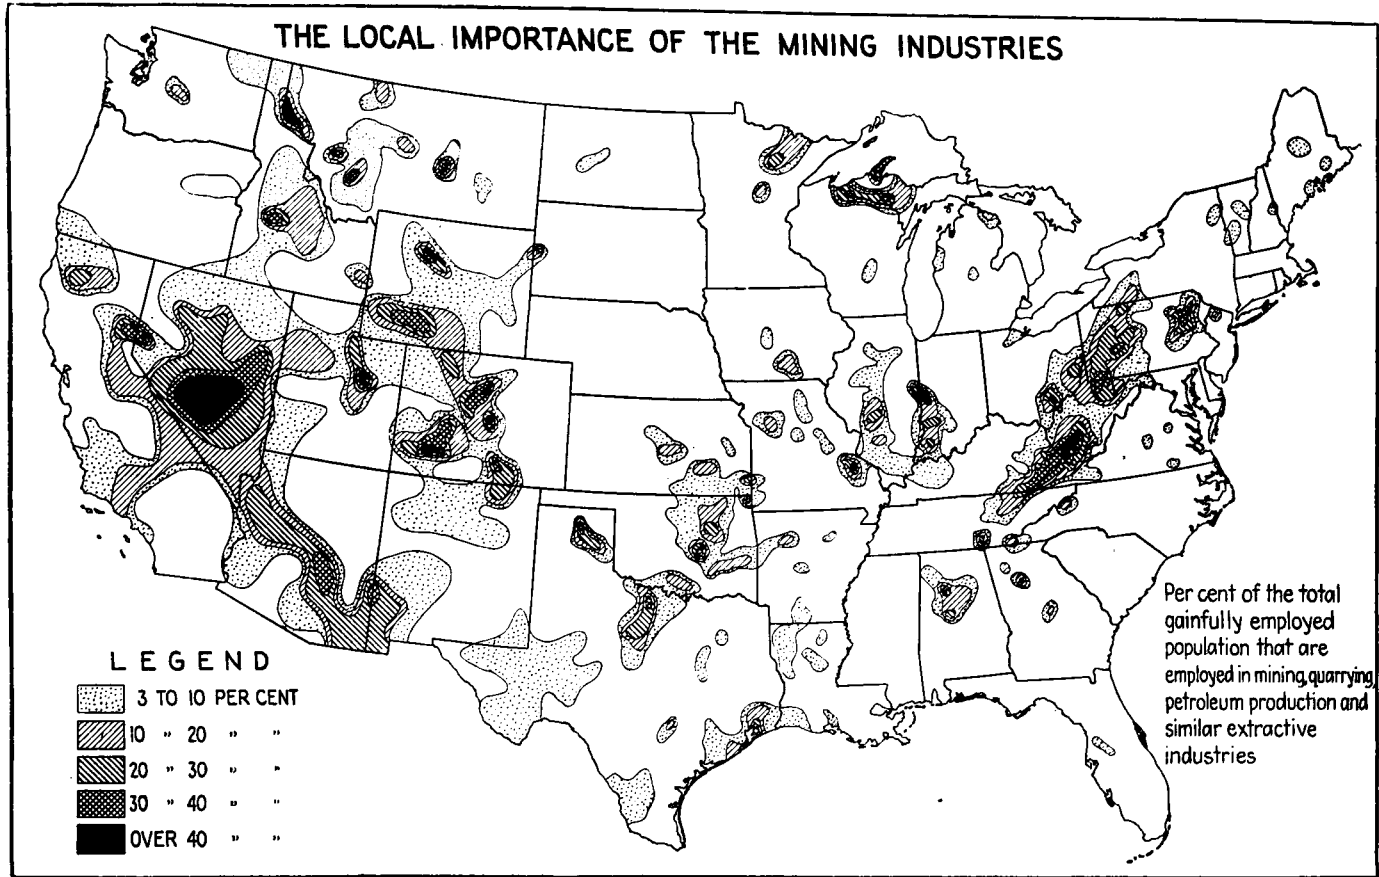 THE LOCAL IMPORTANCE OF THE MINING INDUSTRIES
Per cent of the total
gainfully employed
population that are
employed in mining, quarrying,
petroleum production and
similar extractive
industries
LEGEND
3 TO 10 PER CENT
10 " 20 " "
20 " 30 " "
30 " 40 " "
OVER 40 " "